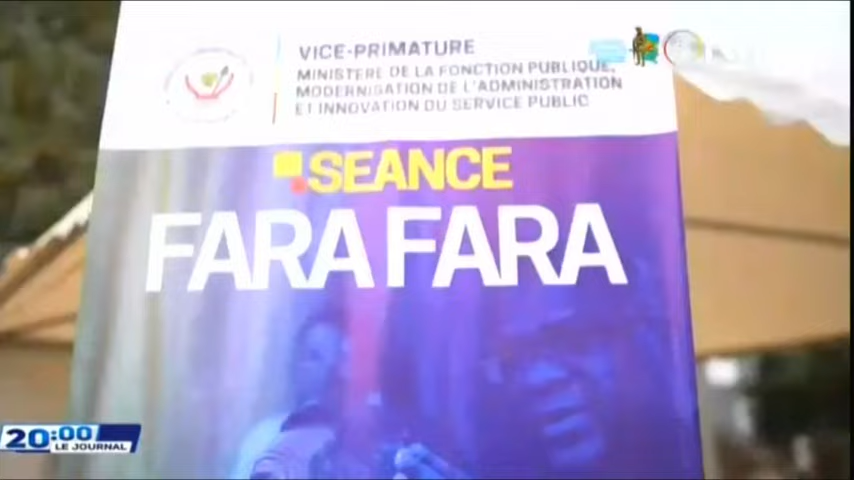 VICE-PRIMATURE
MINISTERE DE LA FONCTION PUBLIQUE,
MODERNISATION DE L'ADMINISTRATION
ET INNOVATION DU SERVICE PUBLIC
SEANCE
FARA FARA
20:00
LE JOURNAL